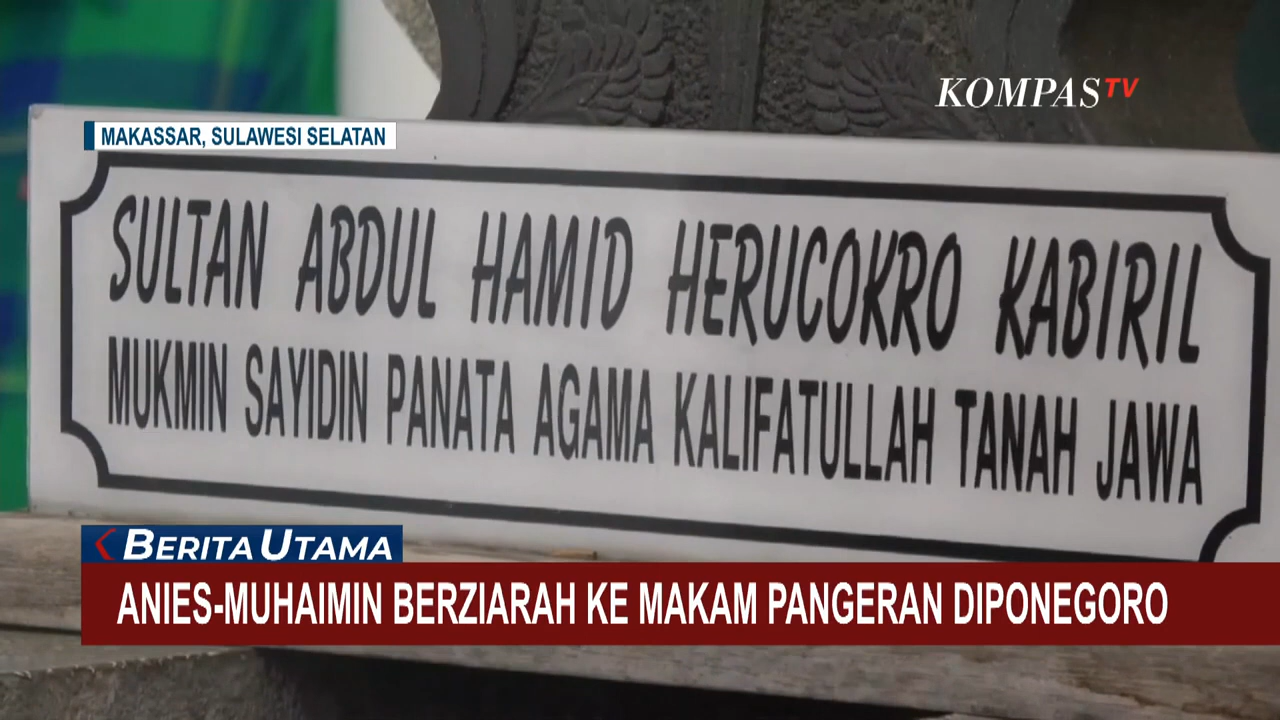 KOMPASTV
MAKASSAR, SULAWESI SELATAN
SULTAN ABDUL HAMID HERUCOKRO KABIRIL
MUKMIN SAYIDIN PANATA AGAMA KALIFATULLAH TANAH JAWA
BERITA UTAMA
ANIES-MUHAIMIN BERZIARAH KE MAKAM PANGERAN DIPONEGORO